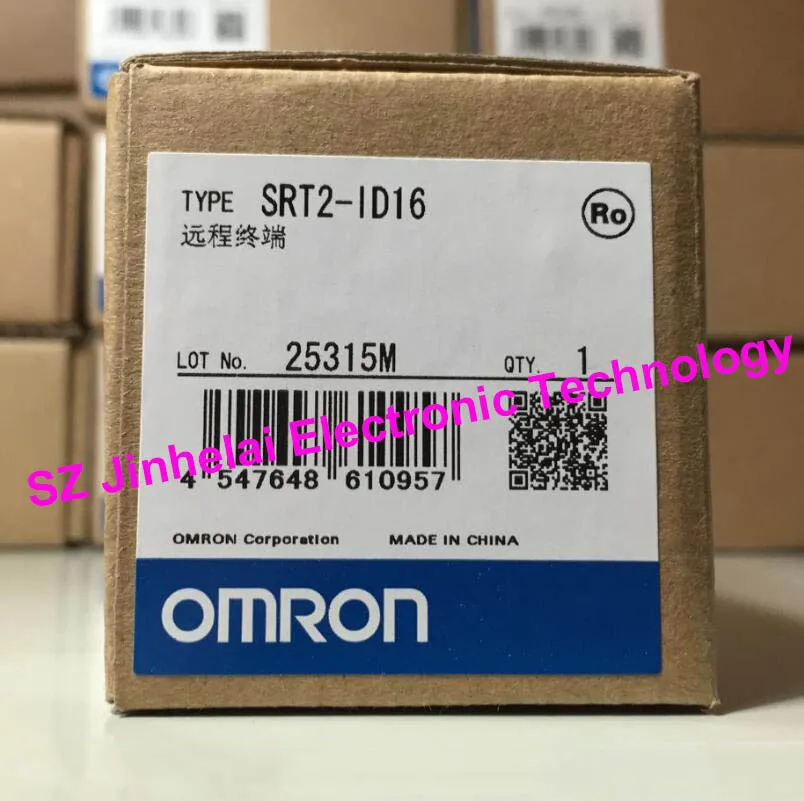 TYPE SRT2-ID16
Ro
远程终端
LOT No. 25315M QTY. 1
SZ Jinhelai Electronic Technology
4 547648 610957
OMRON Corporation MADE IN CHINA
OMRON